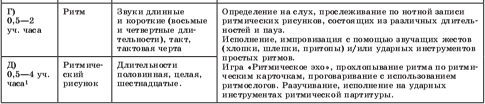 Г)
0,5—2
уч. часа
Ритм
Звуки длинные
и короткие (восьмые
и четвертные дли-
тельности), такт,
тактовая черта
Определение на слух, прослеживание по нотной записи
ритмических рисунков, состоящих из различных длитель-
ностей и пауз.
Исполнение, импровизация с помощью звучащих жестов
(хлопки, шлепки, притопы) и/или ударных инструментов
простых ритмов.
Игра «Ритмическое эхо», прохлопывание ритма по ритми-
ческим карточкам, проговаривание с использованием
ритмослогов. Разучивание, исполнение на ударных
инструментах ритмической партитуры.
Д)
0,5—4 уч.
часа¹
Ритмиче-
ский
рисунок
Длительности
половинная, целая,
шестнадцатые.